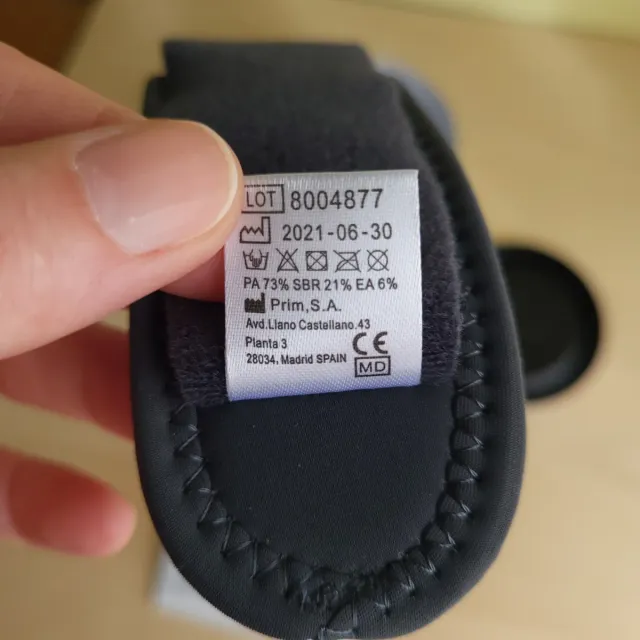 LOT 8004877
2021-06-30
PA 73% SBR 21% EA 6%
Prim,S.A.
Avd.Llano Castellano.43
Planta 3
28034. Madrid SPAIN
CE
MD